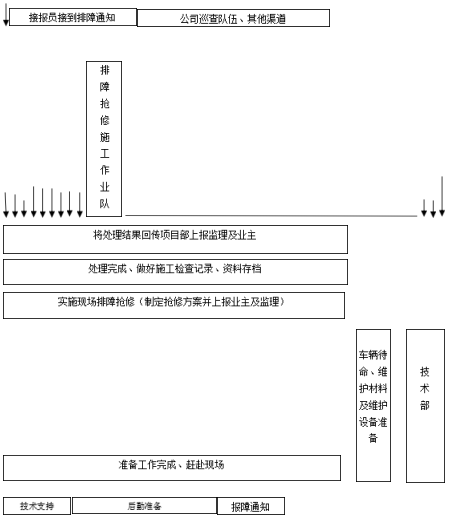 接报员接到排障通知
公司巡查队伍、其他渠道
排
障
抢
修
施
工
作
业
队
将处理结果回传项目部上报监理及业主
处理完成、做好施工检查记录、资料存档
实施现场排障抢修（制定抢修方案并上报业主及监理）
车辆待
命、维
护材料
及维护
设备准
备
技
术
部
准备工作完成、赶赴现场
技术支持
后勤准备
报障通知